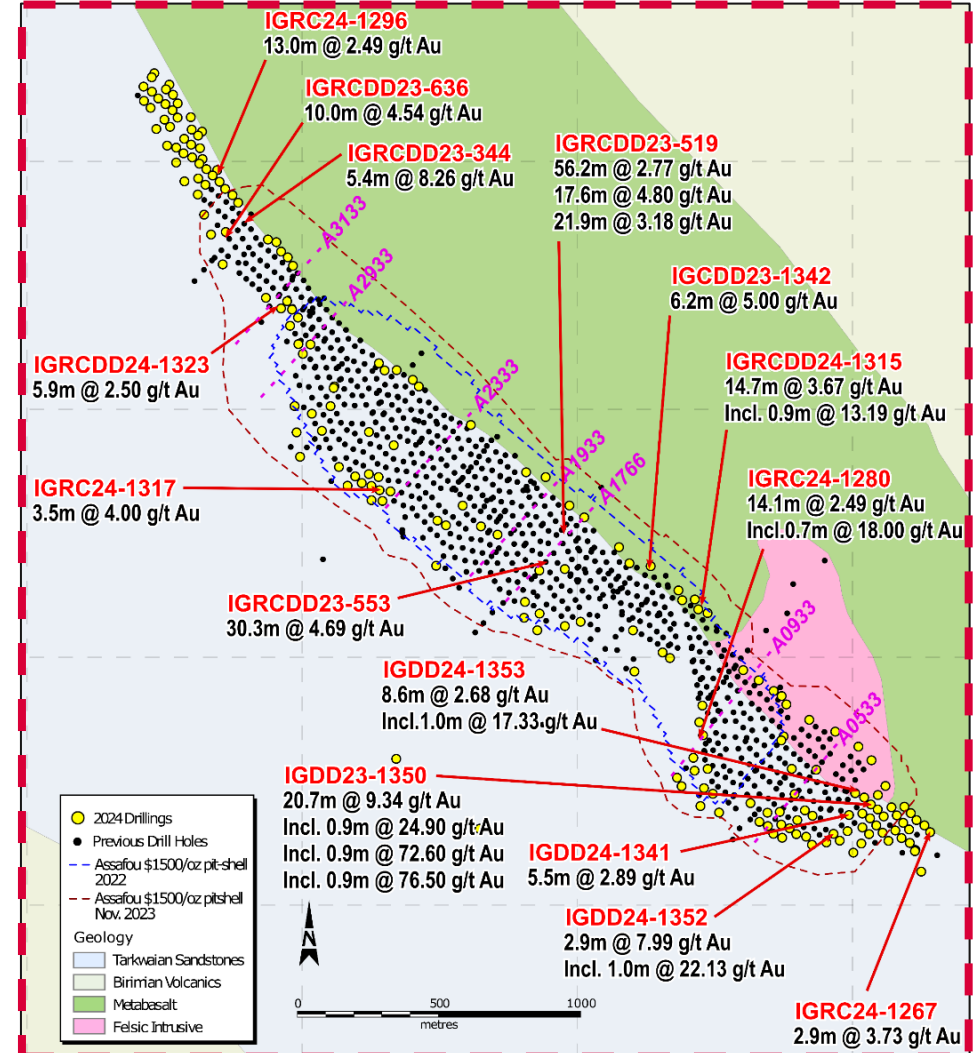 IGRC24-1296
13.0m @ 2.49 g/t Au
IGRCDD23-636
10.0m @ 4.54 g/t Au
IGRCDD23-344
5.4m @ 8.26 g/t Au
IGRCDD23-519
56.2m @ 2.77 g/t Au
17.6m @ 4.80 g/t Au
21.9m @ 3.18 g/t Au
A3133
A2933
IGCDD23-1342
6.2m @ 5.00 g/t Au
IGRCDD24-1323
5.9m @ 2.50 g/t Au
IGRCDD24-1315
14.7m @ 3.67 g/t Au
Incl. 0.9m @ 13.19 g/t Au
A2333
A1933
A1766
IGRC24-1317
3.5m @ 4.00 g/t Au
IGRC24-1280
14.1m @ 2.49 g/t Au
Incl.0.7m @ 18.00 g/t Au
IGRCDD23-553
30.3m @ 4.69 g/t Au
A0933
IGDD24-1353
8.6m @ 2.68 g/t Au
Incl.1.0m @ 17.33 g/t Au
A0533
IGDD23-1350
20.7m @ 9.34 g/t Au
Incl. 0.9m @ 24.90 g/t Au
Incl. 0.9m @ 72.60 g/t Au
Incl. 0.9m @ 76.50 g/t Au
IGDD24-1341
5.5m @ 2.89 g/t Au
IGDD24-1352
2.9m @ 7.99 g/t Au
Incl. 1.0m @ 22.13 g/t Au
IGRC24-1267
2.9m @ 3.73 g/t Au
2024 Drillings
Previous Drill Holes
Assafou $1500/oz pit-shell
2022
Assafou $1500/oz pitshell
Nov. 2023
Geology
Tarkwaian Sandstones
Birimian Volcanics
Metabasalt
Felsic Intrusive
N
0 500 1000
metres